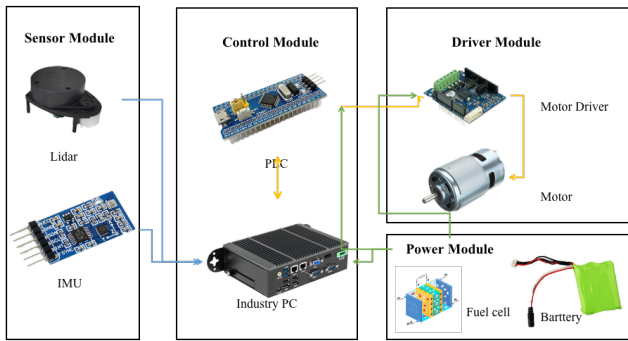 Sensor Module
Control Module
Driver Module
Lidar
PLC
Motor Driver
Motor
IMU
Industry PC
Power Module
Fuel cell
Barttery